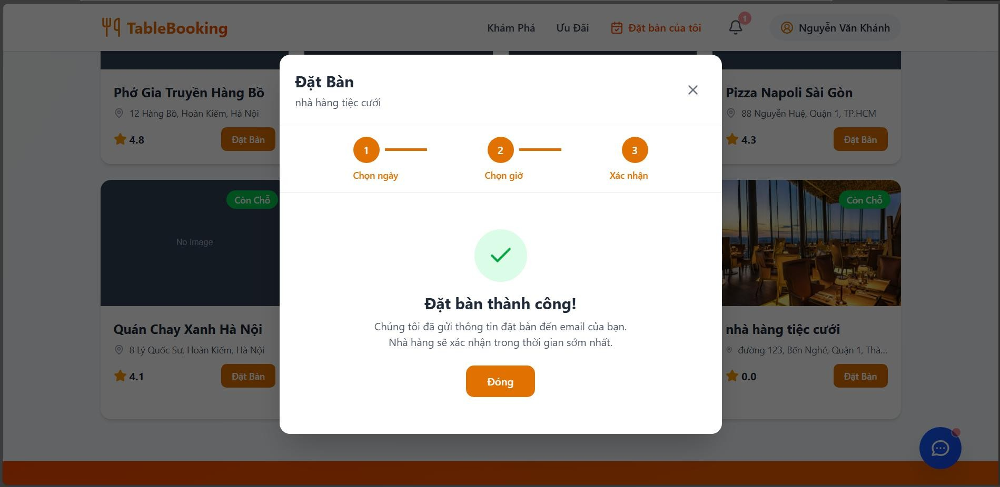 TableBooking
Khám Phá
Ưu Đãi
Đặt bàn của tôi
1
Nguyễn Văn Khánh
Đặt Bàn
nhà hàng tiệc cưới
1
2
3
Chọn ngày
Chọn giờ
Xác nhận
Đặt bàn thành công!
Chúng tôi đã gửi thông tin đặt bàn đến email của bạn.
Nhà hàng sẽ xác nhận trong thời gian sớm nhất.
Đóng
Phở Gia Truyền Hàng Bồ
12 Hàng Bồ, Hoàn Kiếm, Hà Nội
4.8
Đặt Bàn
Pizza Napoli Sài Gòn
88 Nguyễn Huệ, Quận 1, TP.HCM
4.3
Đặt Bàn
Còn Chỗ
No Image
Quán Chay Xanh Hà Nội
8 Lý Quốc Sư, Hoàn Kiếm, Hà Nội
4.1
Đặt Bàn
Còn Chỗ
nhà hàng tiệc cưới
đường 123, Bến Nghé, Quận 1, Thà...
0.0
Đặt Bàn